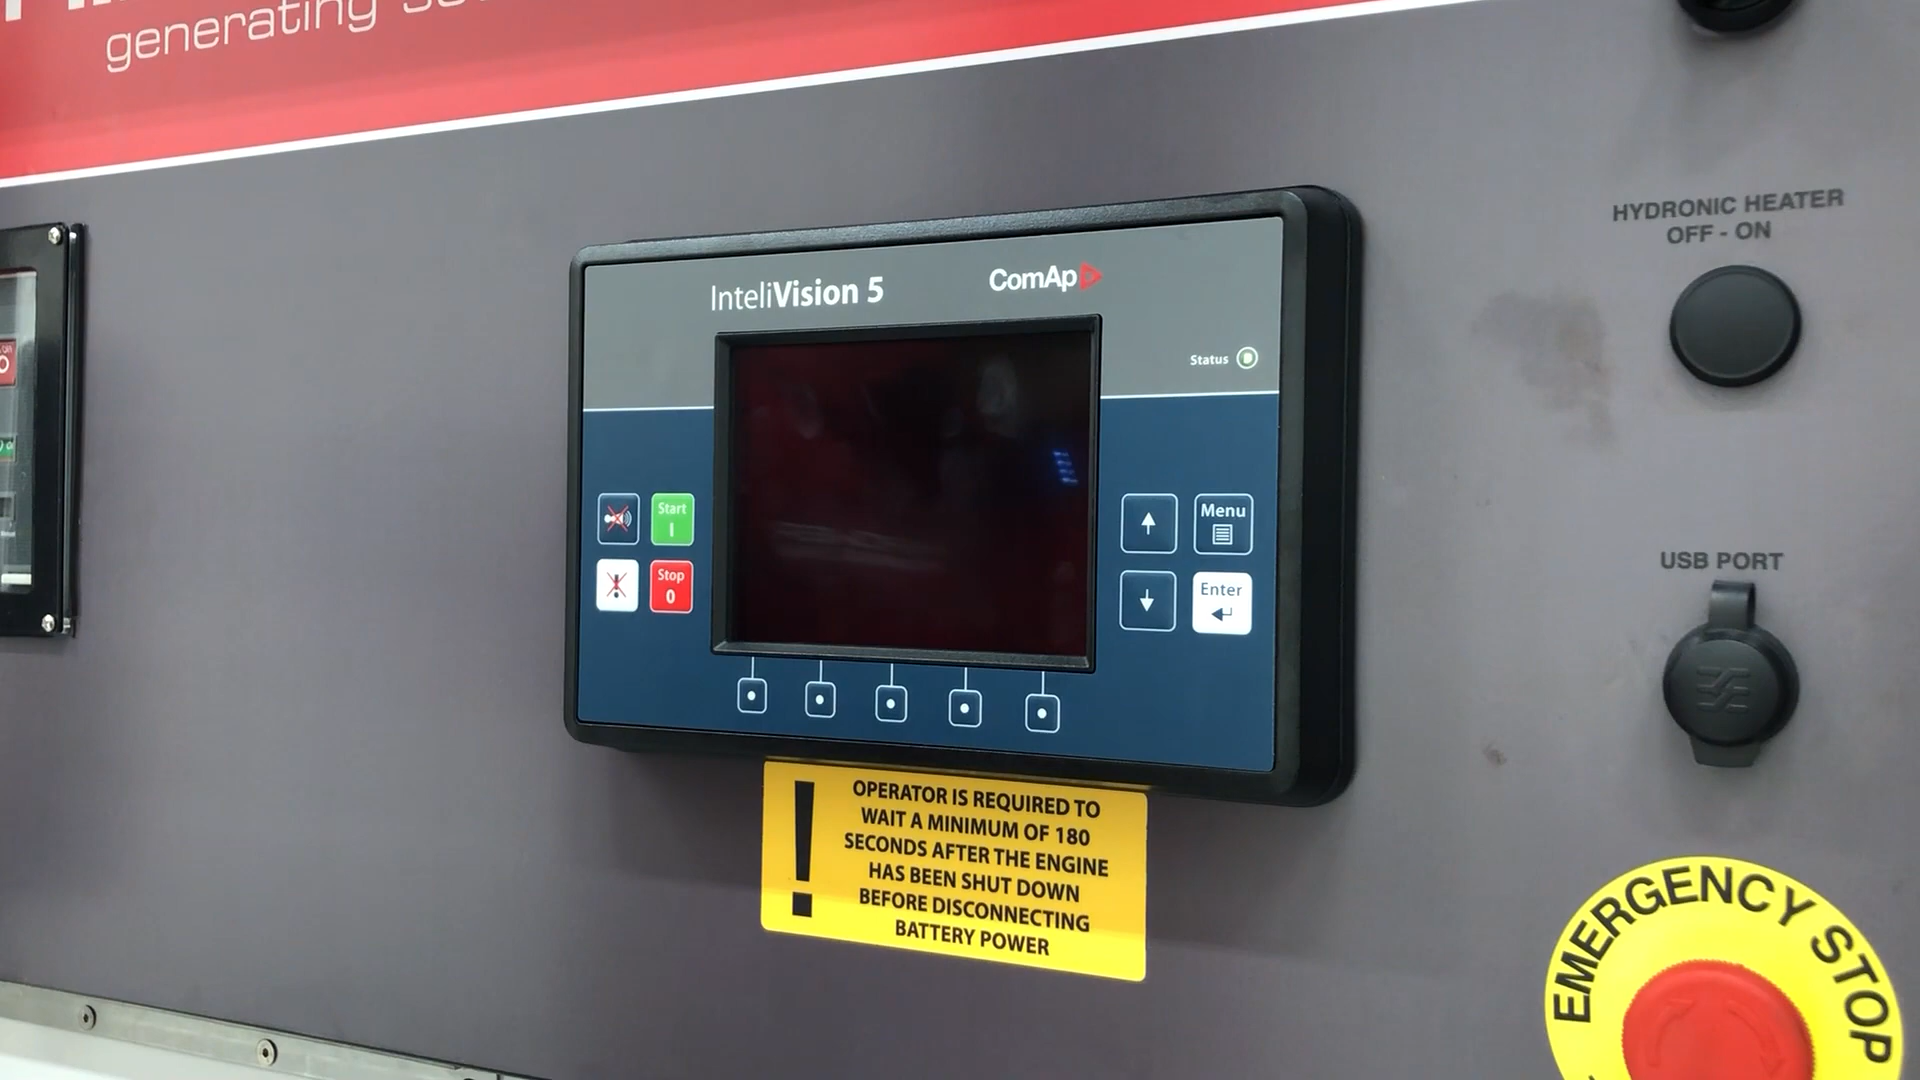 generating
InteliVision 5
ComAp
Status
HYDRONIC HEATER
OFF - ON
Start
I
Stop
0
Menu
Enter
USB PORT
OPERATOR IS REQUIRED TO
WAIT A MINIMUM OF 180
SECONDS AFTER THE ENGINE
HAS BEEN SHUT DOWN
BEFORE DISCONNECTING
BATTERY POWER
EMERGENCY STOP